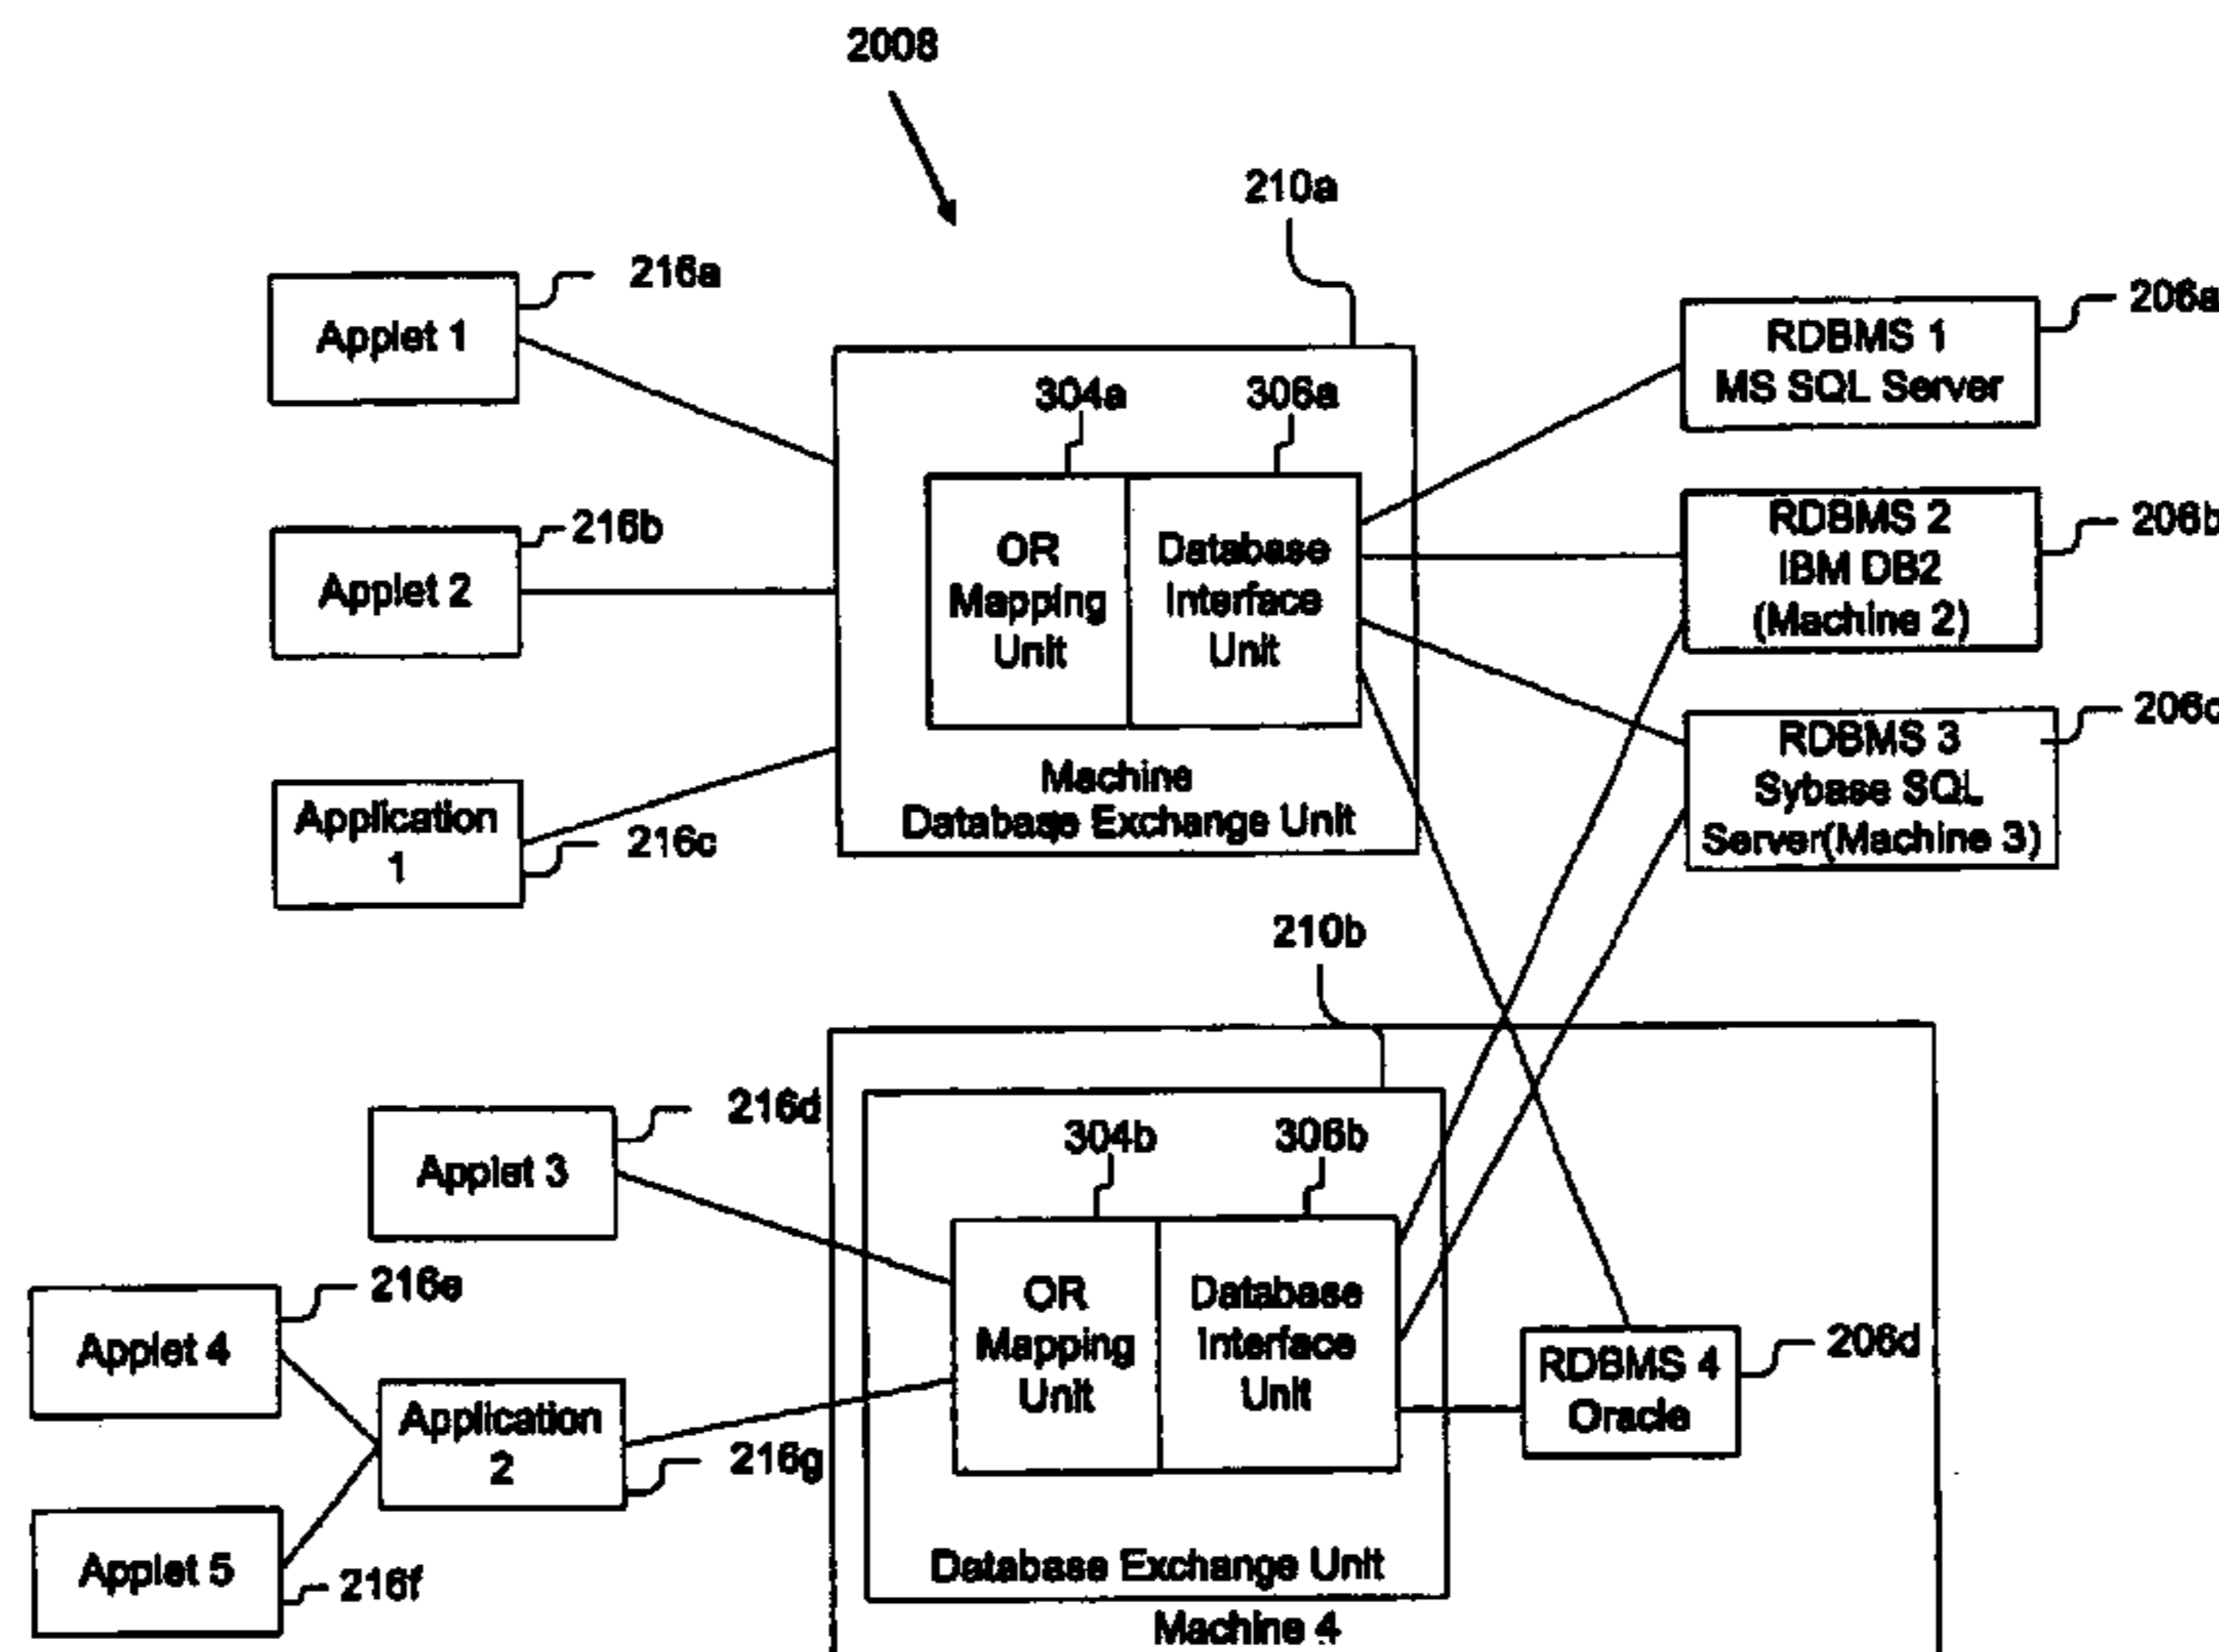 2008
210a
216a
Applet 1
206a
RDBMS 1
MS SQL Server
304a
306a
216b
Applet 2
OR
Mapping
Unit
Database
Interface
Unit
206b
RDBMS 2
IBM DB2
(Machine 2)
206c
RDBMS 3
Sybase SQL
Server(Machine 3)
Machine
Database Exchange Unit
Application
1
216c
210b
216d
Applet 3
304b
306b
216e
Applet 4
OR
Mapping
Unit
Database
Interface
Unit
RDBMS 4
Oracle
206d
Application
2
216g
Applet 5
216f
Database Exchange Unit
Machine 4